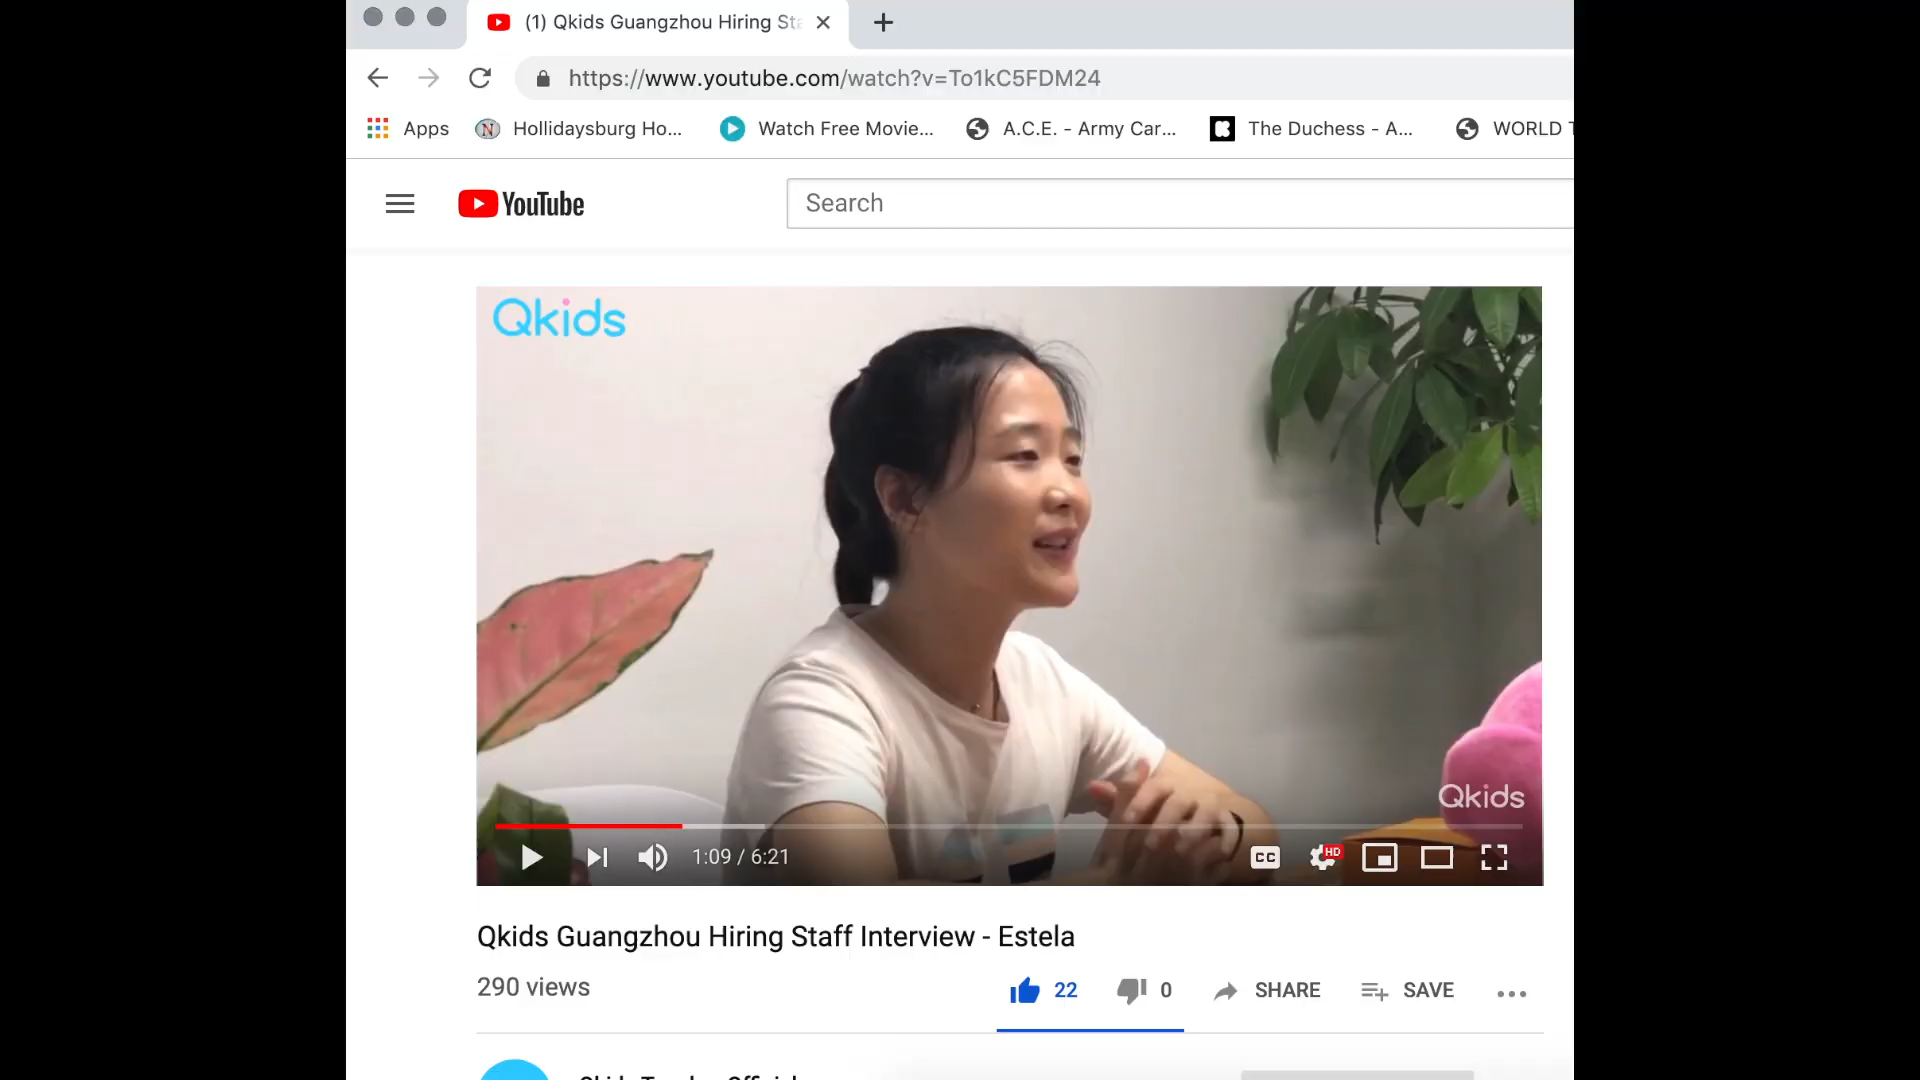 (1) Qkids Guangzhou Hiring Sta
https://www.youtube.com/watch?v=To1kC5FDM24
Apps Hollidaysburg Ho... Watch Free Movie... A.C.E. - Army Car... The Duchess - A... WORLD
YouTube Search
Qkids
Qkids
1:09 / 6:21 CC HD
Qkids Guangzhou Hiring Staff Interview - Estela
290 views 22 0 SHARE SAVE